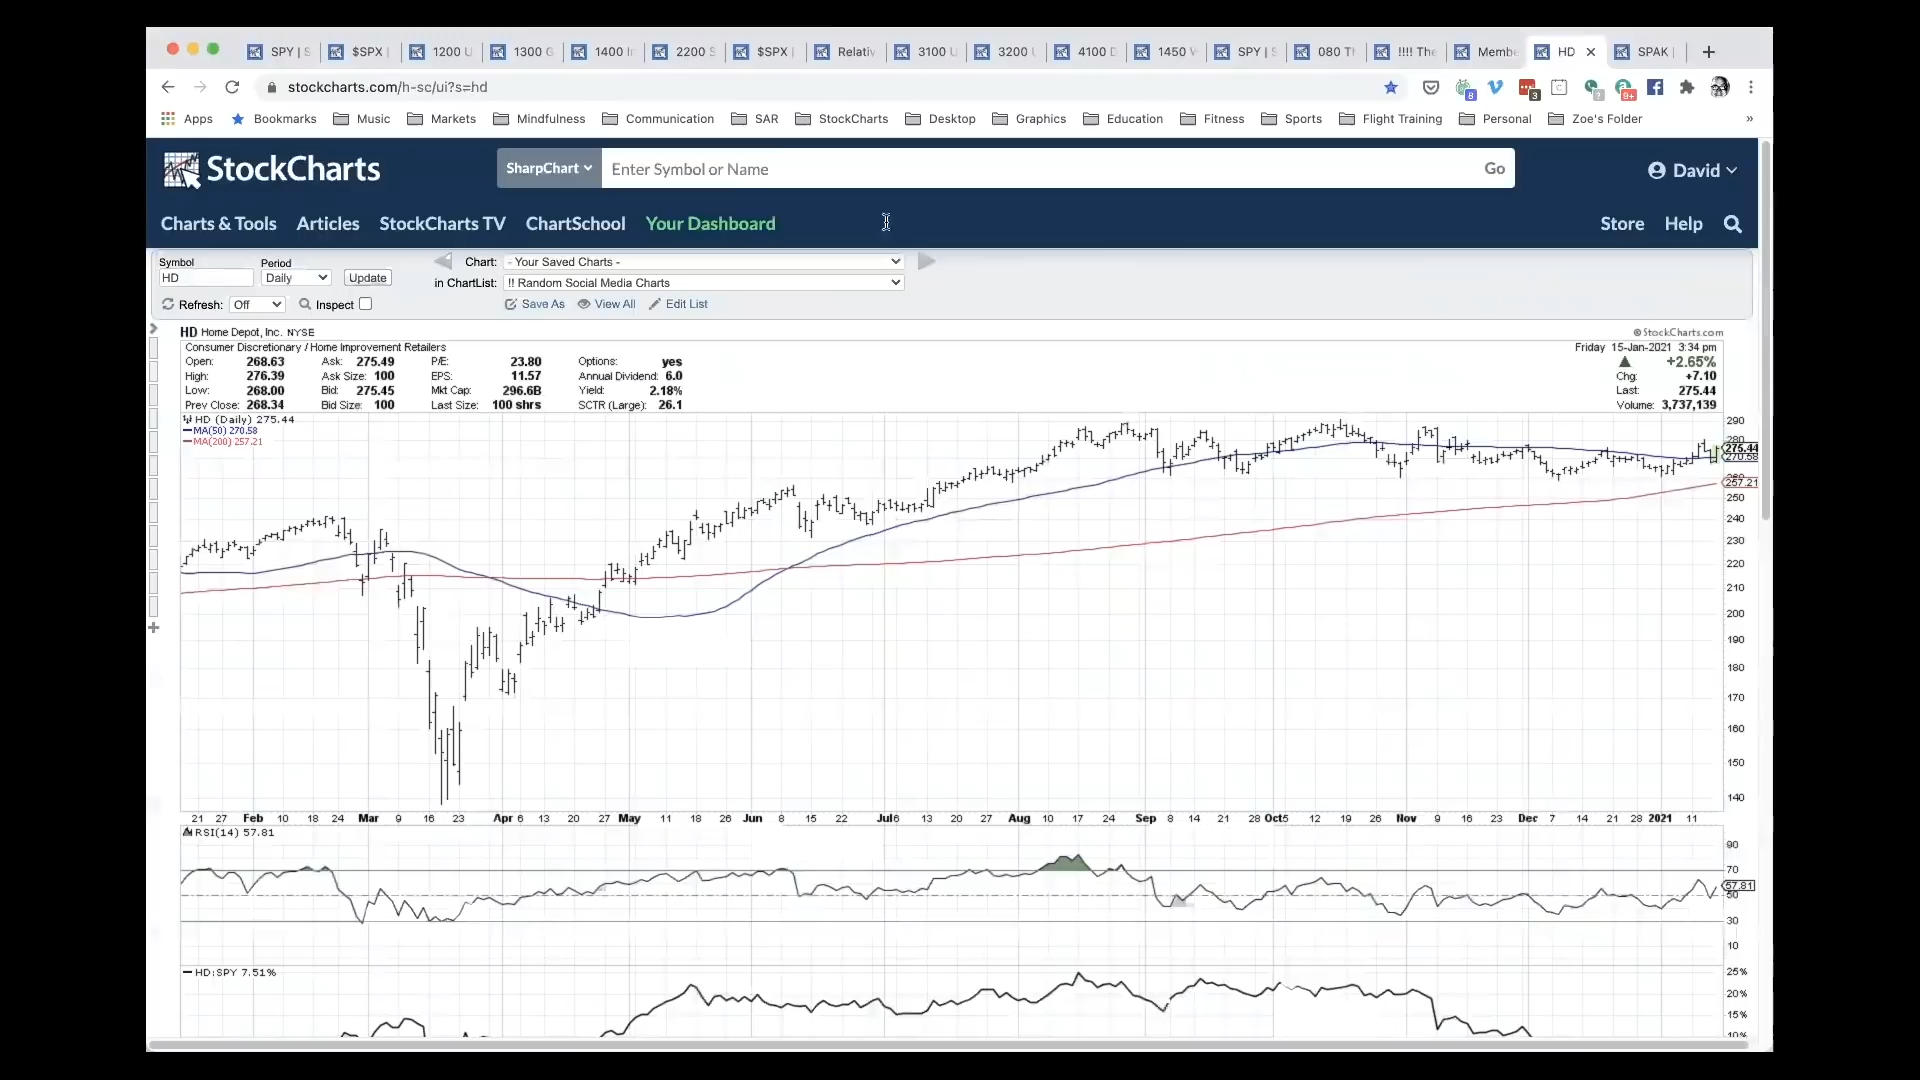 SPY | S $SPX | 1200 U 1300 G 1400 In 2200 S $SPX | Relativ 3100 U 3200 U 4100 D 1450 V SPY | S 080 Th !!!! The Membe HD SPAK |
stockcharts.com/h-sc/ui?s=hd
Apps Bookmarks Music Markets Mindfulness Communication SAR StockCharts Desktop Graphics Education Fitness Sports Flight Training Personal Zoe's Folder »
StockCharts SharpChart Enter Symbol or Name Go David
Charts & Tools Articles StockCharts TV ChartSchool Your Dashboard Store Help
Symbol Period Chart: - Your Saved Charts -
HD Daily Update in ChartList: !! Random Social Media Charts
Refresh: Off Inspect Save As View All Edit List
HD Home Depot, Inc. NYSE ©StockCharts.com
Consumer Discretionary / Home Improvement Retailers Friday 15-Jan-2021 3:34 pm
Open: 268.63 Ask: 275.49 P/E: 23.80 Options: yes +2.65%
High: 276.39 Ask Size: 100 EPS: 11.57 Annual Dividend: 6.0 Chg: +7.10
Low: 268.00 Bid: 275.45 Mkt Cap: 296.6B Yield: 2.18% Last: 275.44
Prev Close: 268.34 Bid Size: 100 Last Size: 100 shrs SCTR (Large): 26.1 Volume: 3,737,139
HD (Daily) 275.44
MA(50) 270.58
MA(200) 257.21
290
280
275.44
270.58
260
257.21
250
240
230
220
210
200
190
180
170
160
150
140
21 27 Feb 10 18 24 Mar 9 16 23 Apr 6 13 20 27 May 11 18 26 Jun 8 15 22 Jul 6 13 20 27 Aug 10 17 24 Sep 8 14 21 28 Oct 5 12 19 26 Nov 9 16 23 Dec 7 14 21 28 2021 11
RSI(14) 57.81
90
70
57.81
50
30
10
HD:SPY 7.51%
25%
20%
15%
10%